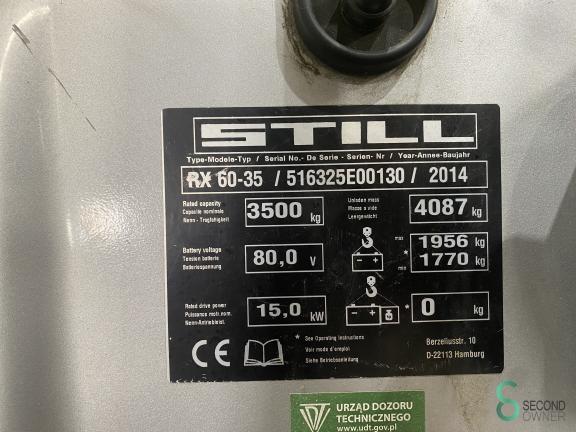 STILL
Type-Modele-Typ / Serial No.- De Serie - Serien- Nr / Year-Annee-Baujahr
RX 60-35 / 516325E00130 / 2014
Rated capacity
Capacite nominale
Nenn - Tragfahigkeit
3500 kg
Unladen mass
Masse a vide
Leergewicht
4087 kg
Battery voltage
Tension batterie
Batteriespannung
80,0 V
max 1956 kg
* min 1770 kg
Rated drive power
Puissance motr.nom.
Nenn-Antriebleist.
15,0 kW
* 0 kg
* See Operating Instructions
Voir mode d'emploi
Siehe Betriebsanleitung
Berzeliusstr. 10
D-22113 Hamburg
CE
URZĄD DOZORU
TECHNICZNEGO
www.udt.gov.pl
SECOND
OWNER